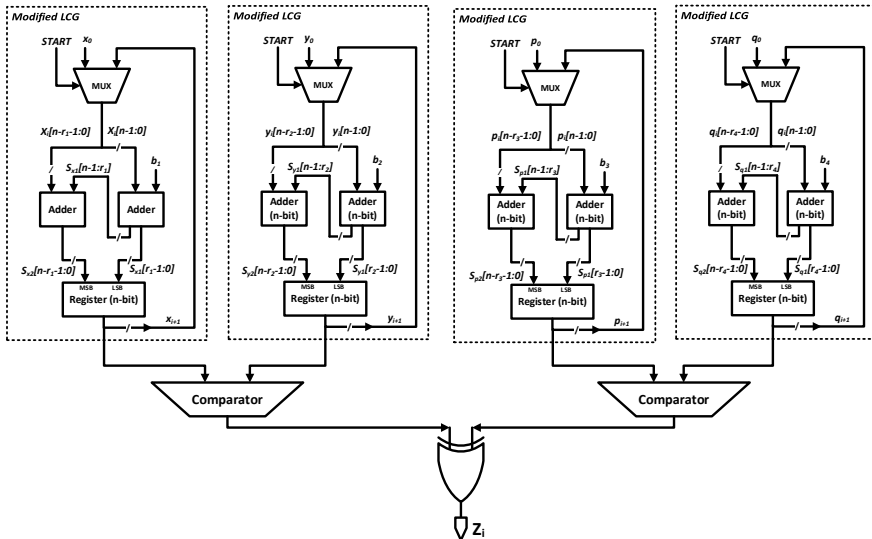 Modified LCG
START
x0
MUX
Xi[n-r1-1:0]
Xi[n-1:0]
Sx1[n-1:r1]
b1
Adder
Adder
Sx2[n-r1-1:0]
Sx1[r1-1:0]
MSB
LSB
Register (n-bit)
xi+1
Modified LCG
START
y0
MUX
yi[n-r2-1:0]
yi[n-1:0]
Sy1[n-1:r2]
b2
Adder
(n-bit)
Adder
(n-bit)
Sy2[n-r2-1:0]
Sy1[r2-1:0]
MSB
LSB
Register (n-bit)
yi+1
Modified LCG
START
p0
MUX
pi[n-r3-1:0]
pi[n-1:0]
Sp1[n-1:r3]
b3
Adder
(n-bit)
Adder
(n-bit)
Sp2[n-r3-1:0]
Sp1[r3-1:0]
MSB
LSB
Register (n-bit)
pi+1
Modified LCG
START
q0
MUX
qi[n-r4-1:0]
qi[n-1:0]
Sq1[n-1:r4]
b4
Adder
(n-bit)
Adder
(n-bit)
Sq2[n-r4-1:0]
Sq1[r4-1:0]
MSB
LSB
Register (n-bit)
qi+1
Comparator
Comparator
Zi